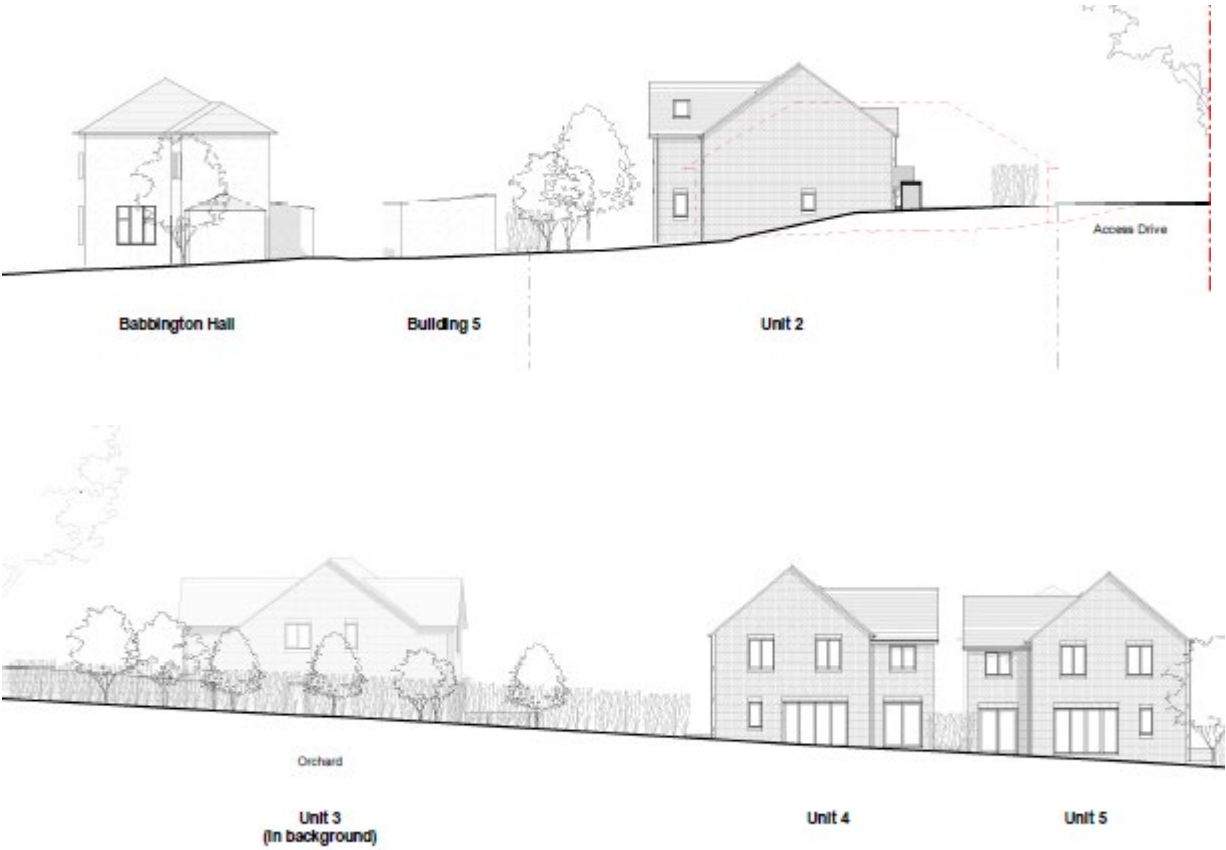 Access Drive
Babbington Hall
Building 5
Unit 2
Orchard
Unit 3
(In background)
Unit 4
Unit 5